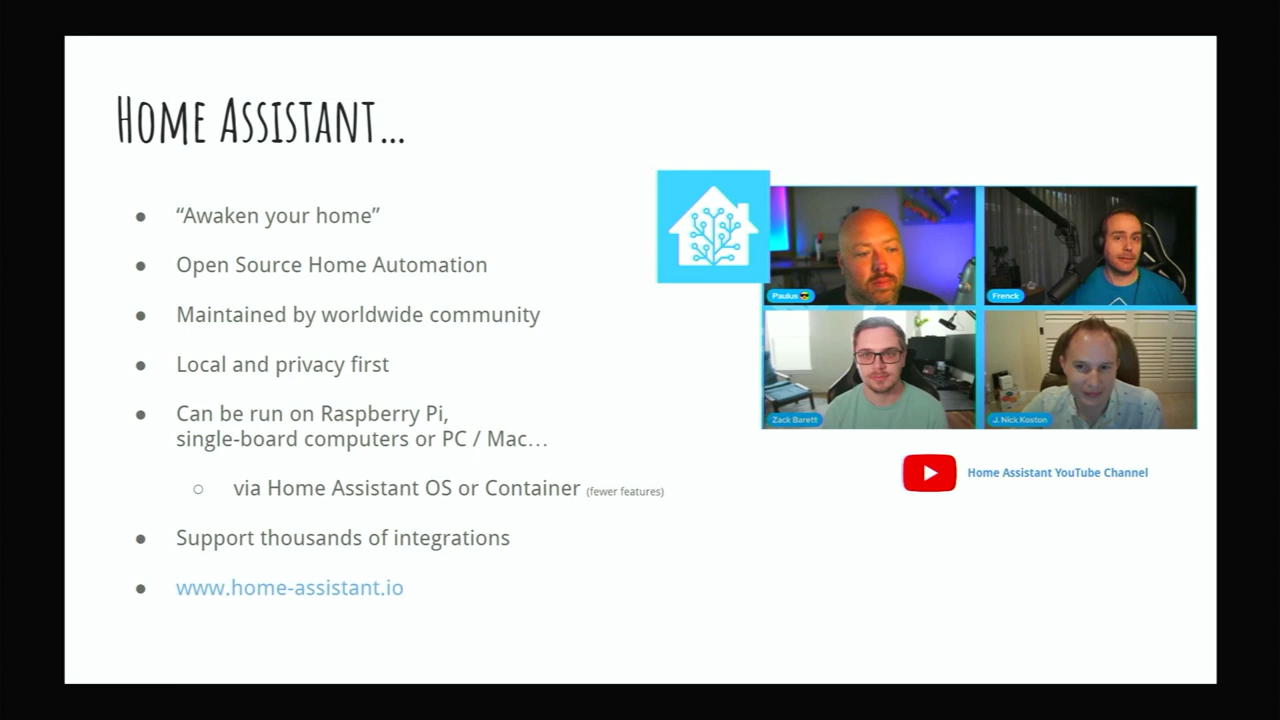 Home Assistant…
“Awaken your home”
Open Source Home Automation
Maintained by worldwide community
Local and privacy first
Can be run on Raspberry Pi,
single-board computers or PC / Mac…
via Home Assistant OS or Container (fewer features)
Support thousands of integrations
www.home-assistant.io
Paulus 😎
Frenck
Zack Barett
J. Nick Koston
Home Assistant YouTube Channel